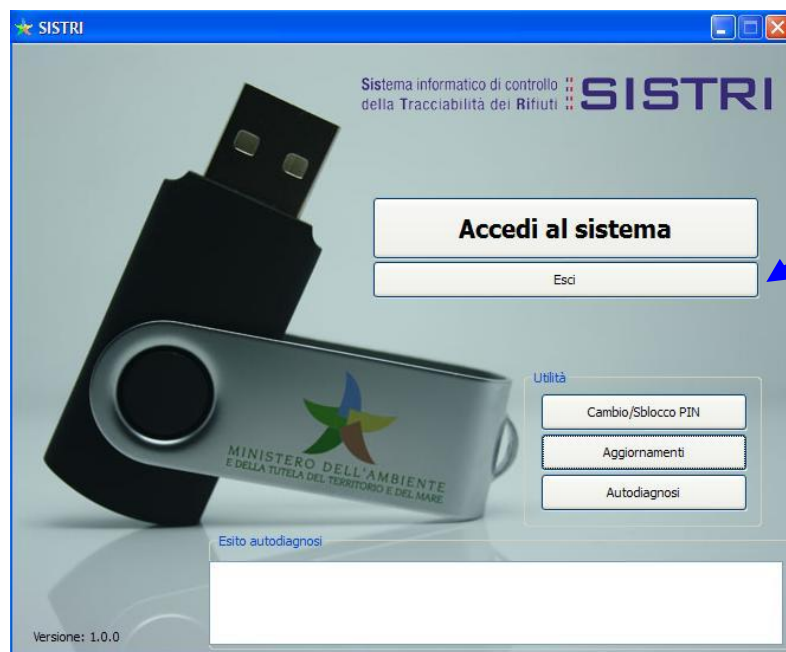 SISTRI
Sistema informatico di controllo
della Tracciabilità dei Rifiuti
SISTRI
Accedi al sistema
Esci
Utilità
Cambio/Sblocco PIN
Aggiornamenti
Autodiagnosi
MINISTERO DELL'AMBIENTE
E DELLA TUTELA DEL TERRITORIO E DEL MARE
Esito autodiagnosi
Versione: 1.0.0